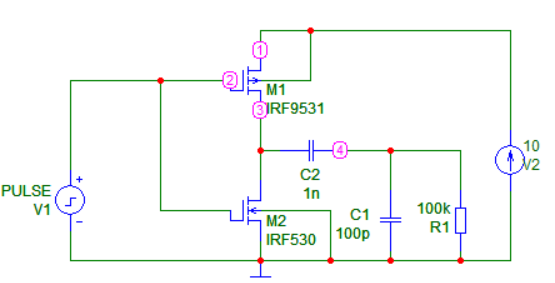 1
2
M1
3
IRF9531
10
V2
4
C2
1n
PULSE
V1
+
−
M2
IRF530
C1
100p
100k
R1